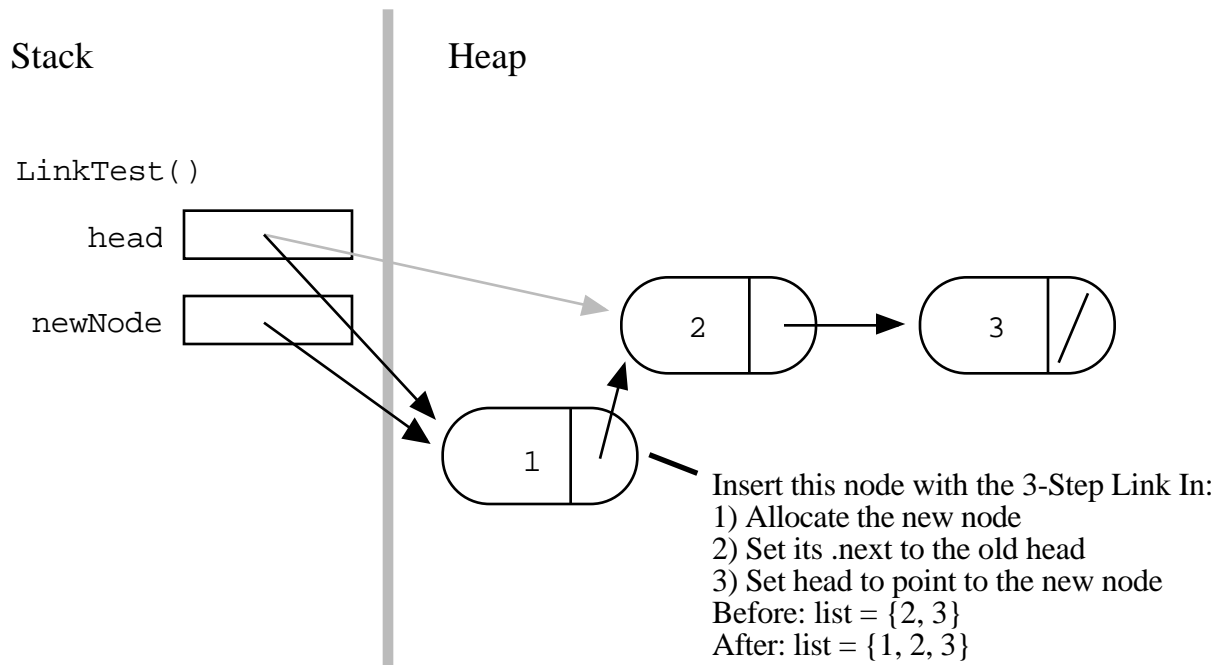 Stack
Heap
LinkTest()
head
newNode
2
3
1
Insert this node with the 3-Step Link In:
1) Allocate the new node
2) Set its .next to the old head
3) Set head to point to the new node
Before: list = {2, 3}
After: list = {1, 2, 3}